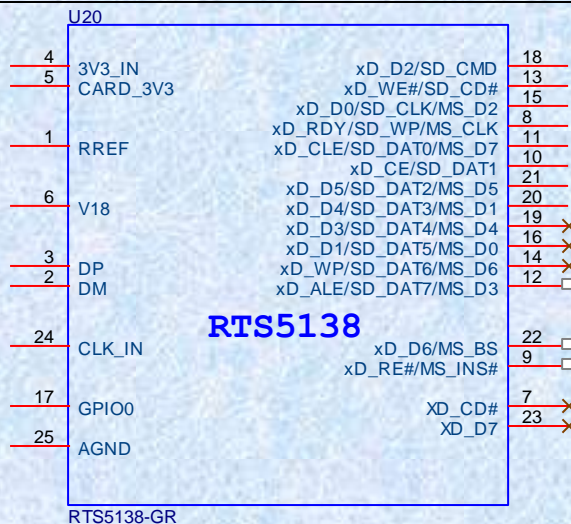 U20
4 3V3_IN xD_D2/SD_CMD 18
5 CARD_3V3 xD_WE#/SD_CD# 13
xD_D0/SD_CLK/MS_D2 15
xD_RDY/SD_WP/MS_CLK 8
1 RREF xD_CLE/SD_DAT0/MS_D7 11
xD_CE/SD_DAT1 10
xD_D5/SD_DAT2/MS_D5 21
6 V18 xD_D4/SD_DAT3/MS_D1 20
xD_D3/SD_DAT4/MS_D4 19
xD_D1/SD_DAT5/MS_D0 16
3 DP xD_WP/SD_DAT6/MS_D6 14
2 DM xD_ALE/SD_DAT7/MS_D3 12
RTS5138
24 CLK_IN xD_D6/MS_BS 22
xD_RE#/MS_INS# 9
17 GPIO0 XD_CD# 7
XD_D7 23
25 AGND
RTS5138-GR